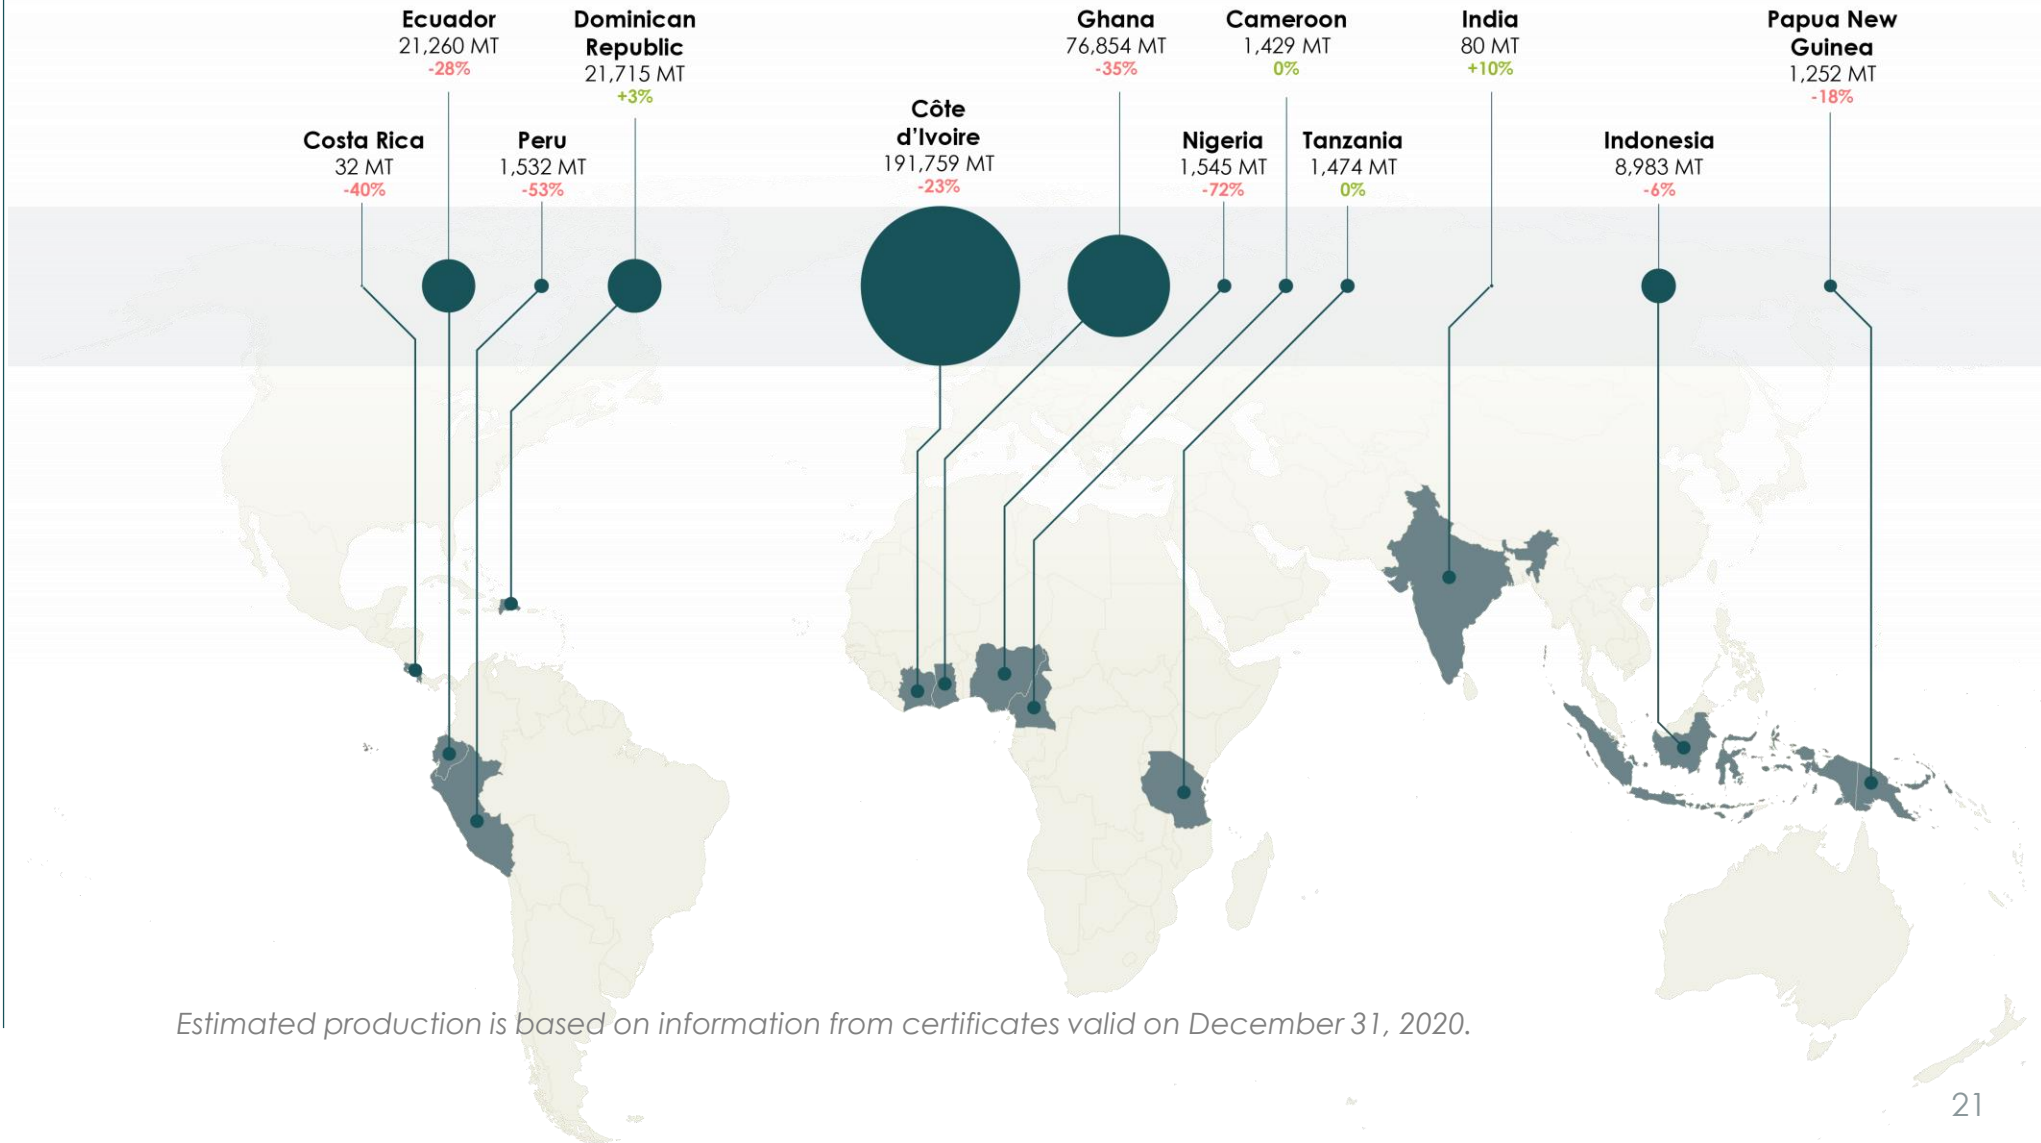 Ecuador
21,260 MT
-28%
Dominican
Republic
21,715 MT
+3%
Ghana
76,854 MT
-35%
Cameroon
1,429 MT
0%
India
80 MT
+10%
Papua New
Guinea
1,252 MT
-18%
Costa Rica
32 MT
-40%
Peru
1,532 MT
-53%
Côte
d’Ivoire
191,759 MT
-23%
Nigeria
1,545 MT
-72%
Tanzania
1,474 MT
0%
Indonesia
8,983 MT
-6%
Estimated production is based on information from certificates valid on December 31, 2020.
21